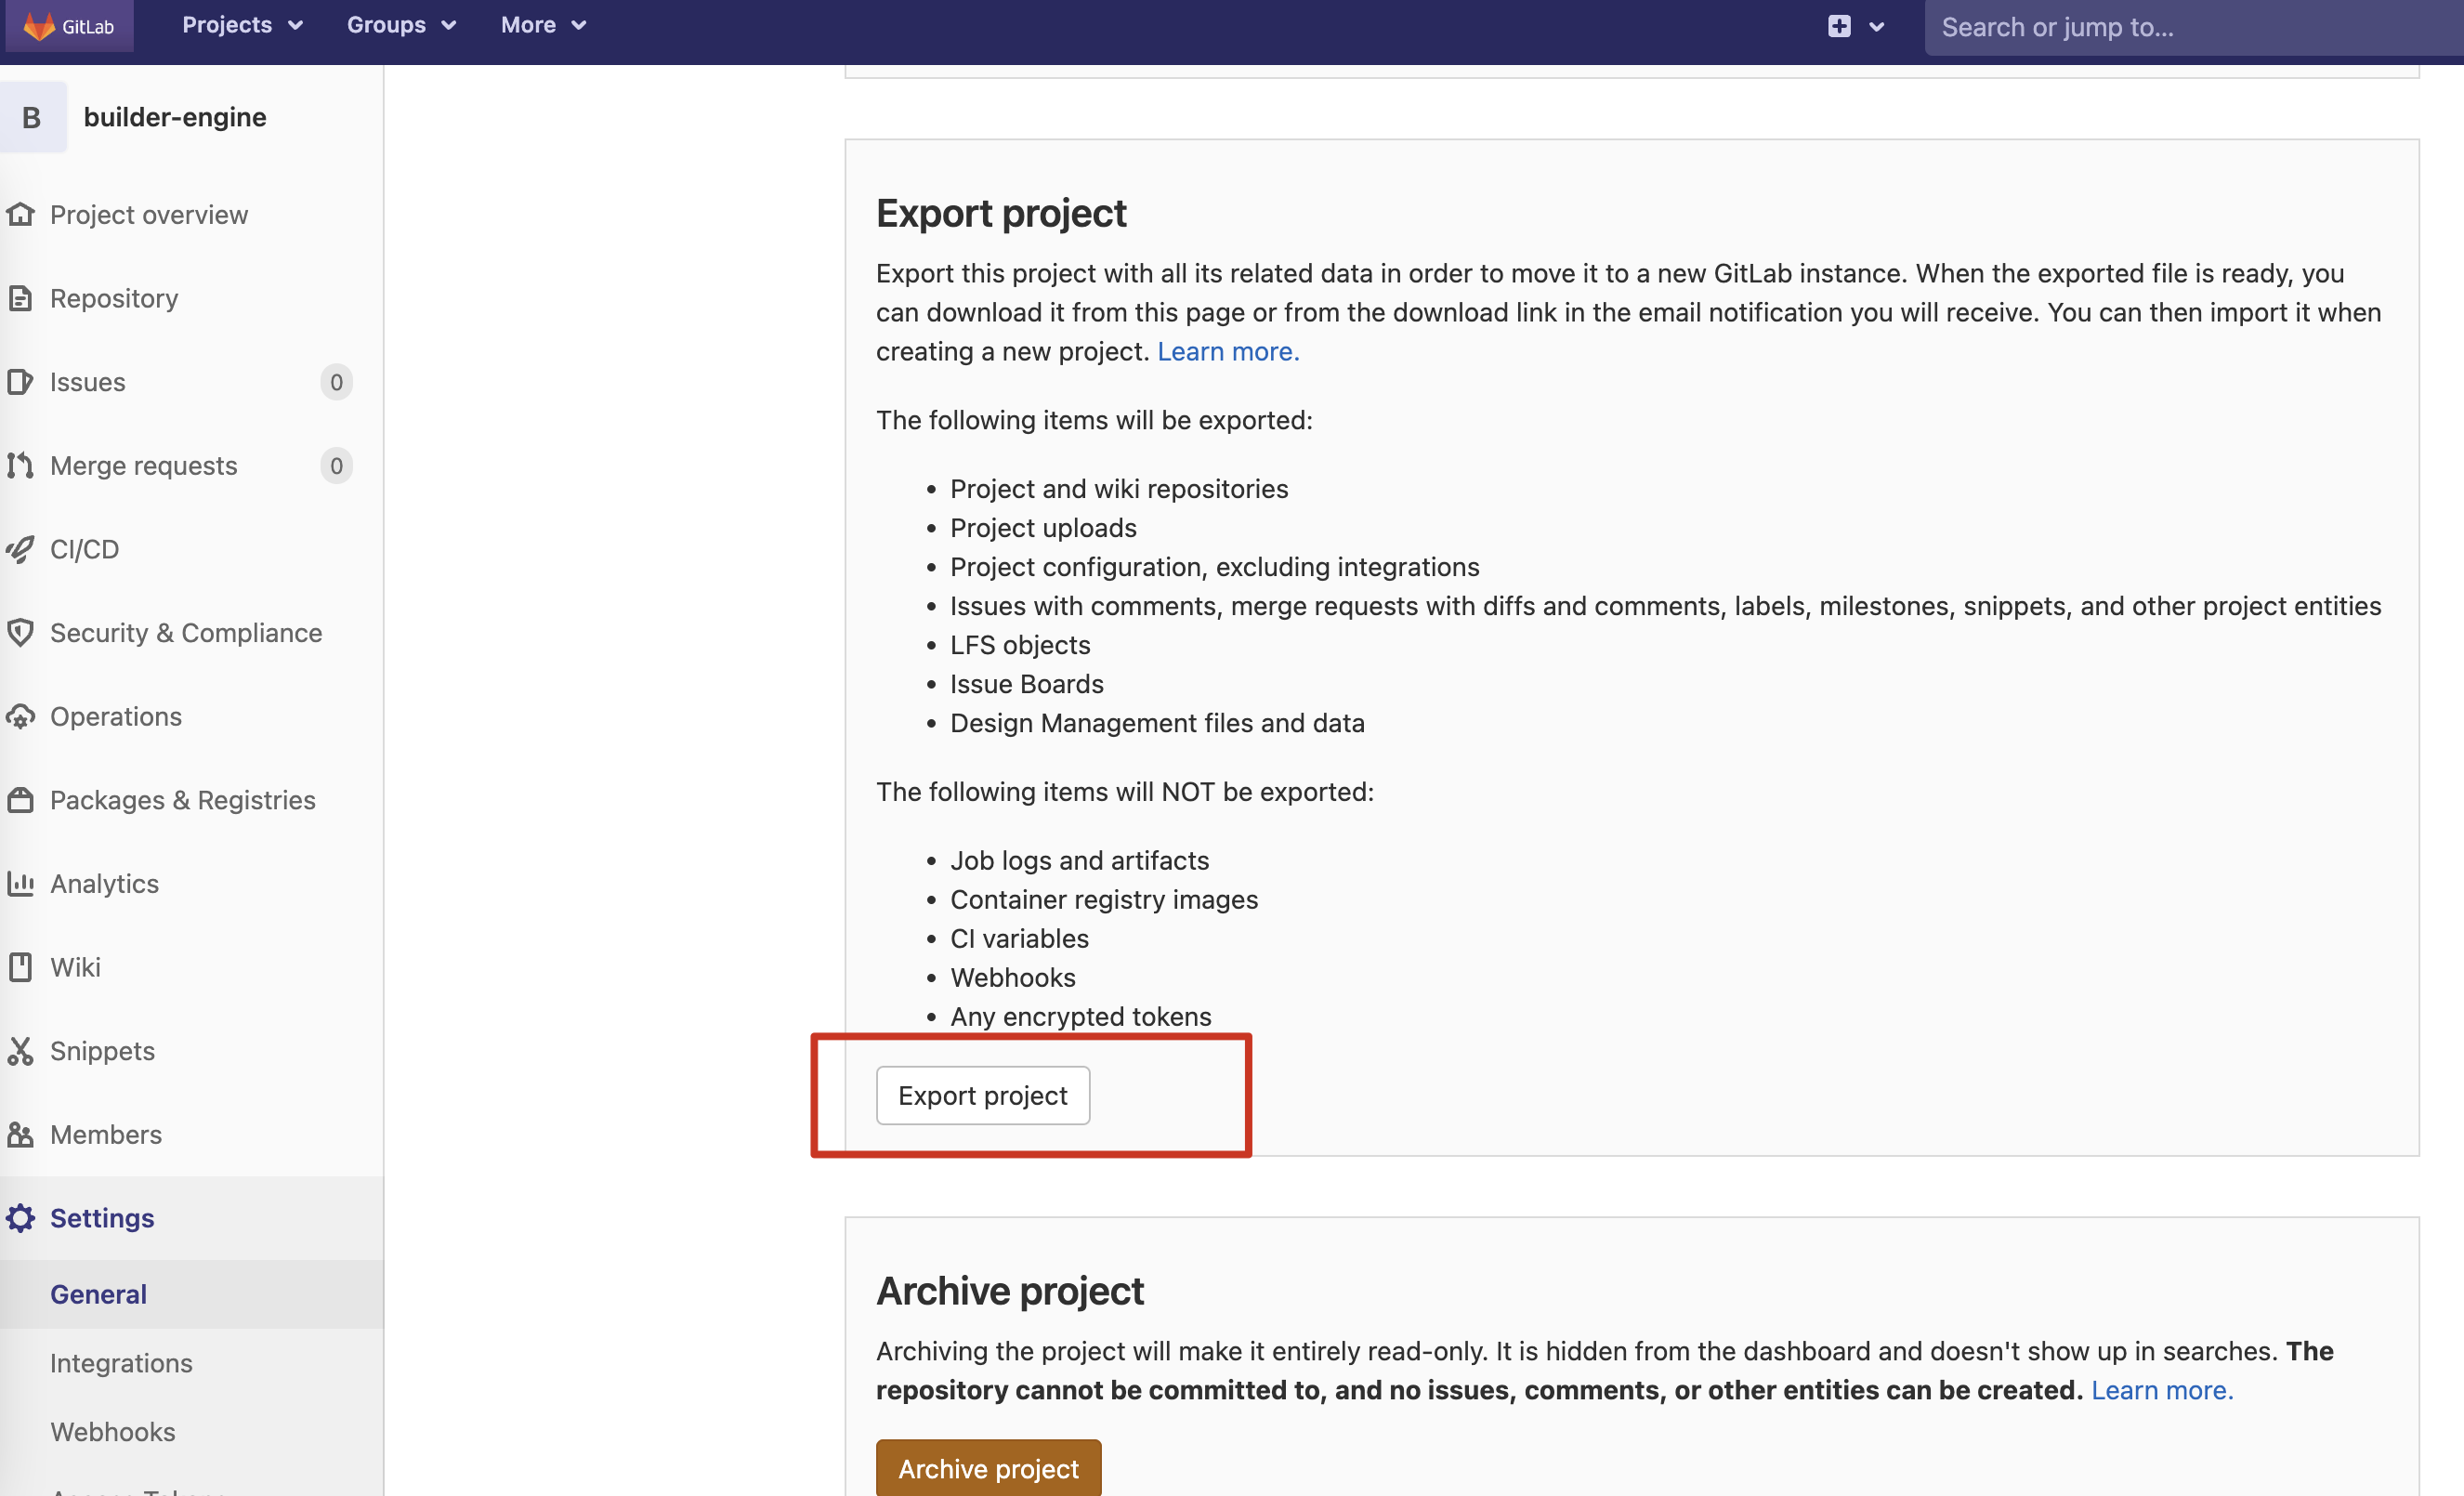 GitLab
Projects
Groups
More
Search or jump to...
B
builder-engine
Project overview
Repository
Issues
0
Merge requests
0
CI/CD
Security & Compliance
Operations
Packages & Registries
Analytics
Wiki
Snippets
Members
Settings
General
Integrations
Webhooks
Export project
Export this project with all its related data in order to move it to a new GitLab instance. When the exported file is ready, you
can download it from this page or from the download link in the email notification you will receive. You can then import it when
creating a new project. Learn more.
The following items will be exported:
• Project and wiki repositories
• Project uploads
• Project configuration, excluding integrations
• Issues with comments, merge requests with diffs and comments, labels, milestones, snippets, and other project entities
• LFS objects
• Issue Boards
• Design Management files and data
The following items will NOT be exported:
• Job logs and artifacts
• Container registry images
• CI variables
• Webhooks
• Any encrypted tokens
Export project
Archive project
Archiving the project will make it entirely read-only. It is hidden from the dashboard and doesn't show up in searches. The
repository cannot be committed to, and no issues, comments, or other entities can be created. Learn more.
Archive project